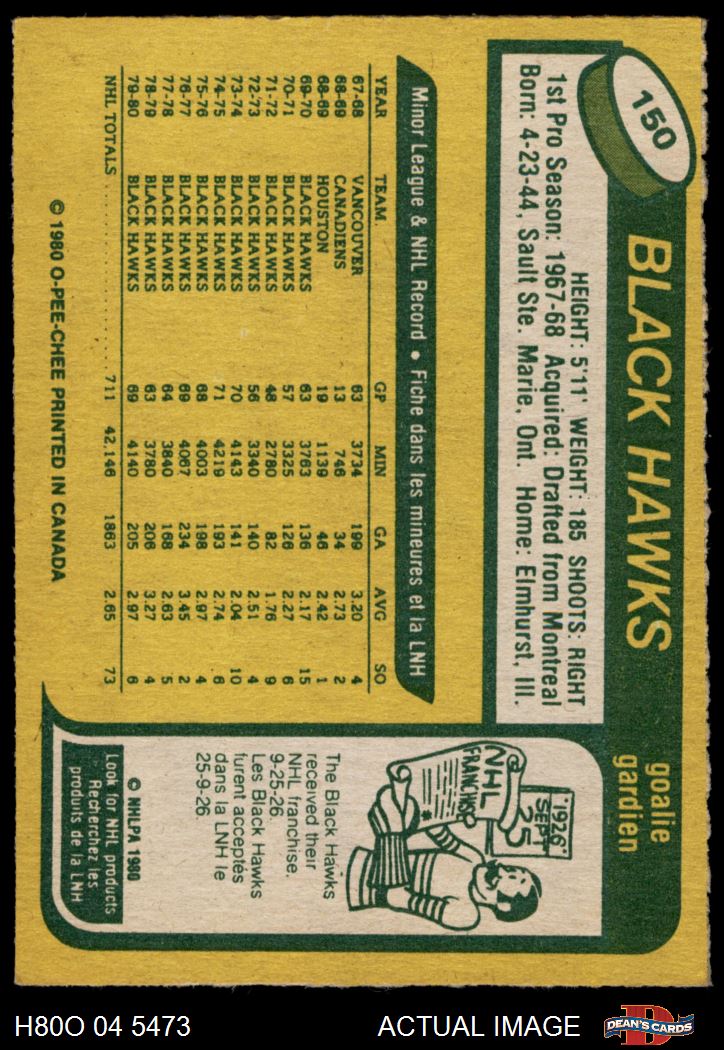 150
BLACK HAWKS
goalie
gardien
HEIGHT: 5'11' WEIGHT: 185 SHOOTS: RIGHT
1st Pro Season: 1967-68 Acquired: Drafted from Montreal
Born: 4-23-44, Sault Ste. Marie, Ont. Home: Elmhurst, Ill.
Minor League & NHL Record • Fiche dans les mineures et la LNH
YEAR TEAM. GP MIN GA AVG SO
67-68 VANCOUVER 63 3734 199 3.20 4
68-69 CANADIENS 13 746 34 2.73 2
68-69 HOUSTON 19 1139 46 2.42 1
69-70 BLACK HAWKS 63 3763 136 2.17 15
70-71 BLACK HAWKS 57 3325 126 2.27 6
71-72 BLACK HAWKS 48 2780 82 1.76 9
72-73 BLACK HAWKS 56 3340 140 2.51 4
73-74 BLACK HAWKS 70 4143 141 2.04 10
74-75 BLACK HAWKS 71 4219 193 2.74 6
75-76 BLACK HAWKS 68 4003 198 2.97 4
76-77 BLACK HAWKS 69 4067 234 3.45 2
77-78 BLACK HAWKS 64 3840 168 2.63 5
78-79 BLACK HAWKS 63 3780 206 3.27 4
79-80 BLACK HAWKS 69 4140 205 2.97 6
NHL TOTALS .......... 711 42,146 1863 2.65 73
© 1980 O-PEE-CHEE PRINTED IN CANADA
1926
SEPT
25
NHL
FRANCHISE
The Black Hawks
received their
NHL franchise.
9-25-26.
Les Black Hawks
furent acceptés
dans la LNH le
25-9-26
© NHLPA 1980
Look for NHL products
Recherchez les
produits de la LNH
H80O 04 5473
ACTUAL IMAGE
D
DEAN'S CARDS